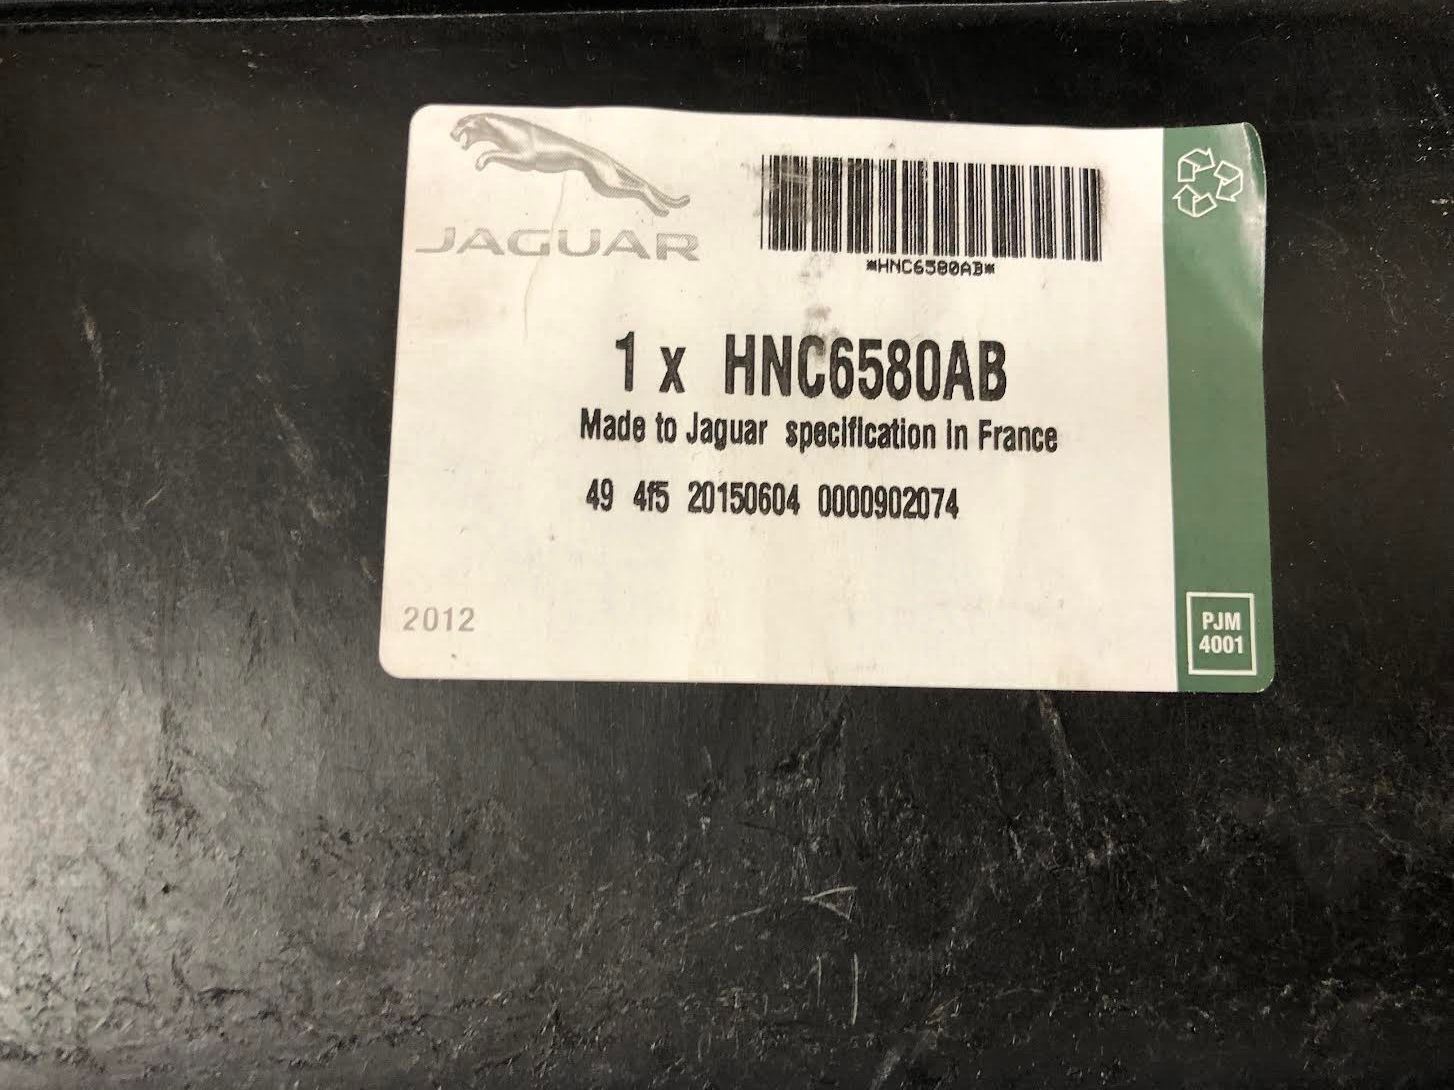 JAGUAR
*HNC6580AB*
1 x HNC6580AB
Made to Jaguar specification in France
49 4f5 20150604 0000902074
2012
PJM
4001